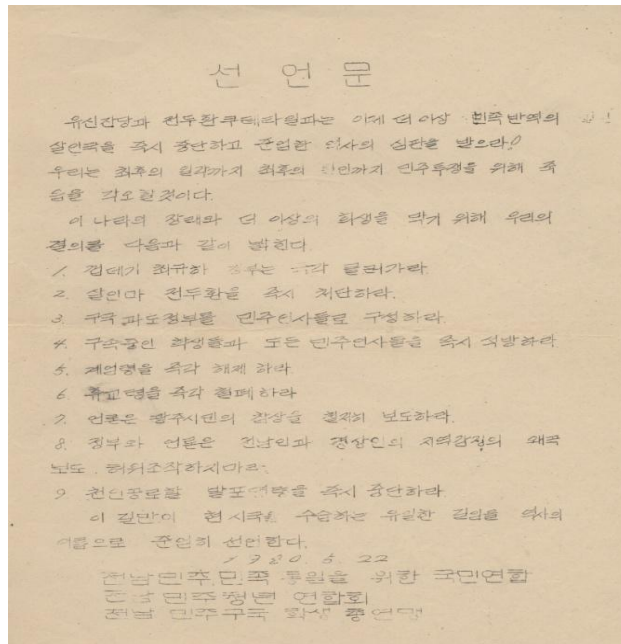 선 언 문
유신잔당과 전두환쿠테타일파는 이제 더 이상 민족반역의
살인극을 즉시 중단하고 준엄한 역사의 심판을 받으라!
우리는 최후의 일각까지 최후의 일인까지 민주투쟁을 위해 죽
음을 각오할것이다.
이 나라의 장래와 더 이상의 희생을 막기 위해 우리의
결의를 다음과 같이 밝힌다
1. 껍데기 최규하 정부는 즉각 물러가라
2. 살인마 전두환을 즉시 처단하라.
3. 구국 과도정부를 민주인사들로 구성하라
4. 구속중인 학생들과 모든 민주인사들을 즉시 석방하라
5. 계엄령을 즉각 해제 하라
6. 휴교령을 즉각 철폐하라
7. 언론은 광주시민의 참상을 보도하라.
8. 정부와 언론은 전남인과 경상인의 지역감정의 왜곡
보도, 허위조작하지마라.
9. 천인공로할 발포명령을 즉시 중단하라
이 길만이 현 시국을 수습하는 유일한 길임을 역사의
이름으로 준엄히 선언한다.
1980. 5. 22
전남 민주, 민족 통일을 위한 국민연합
전남 민주청년 연합회
전남 민주구국 학생 총연맹